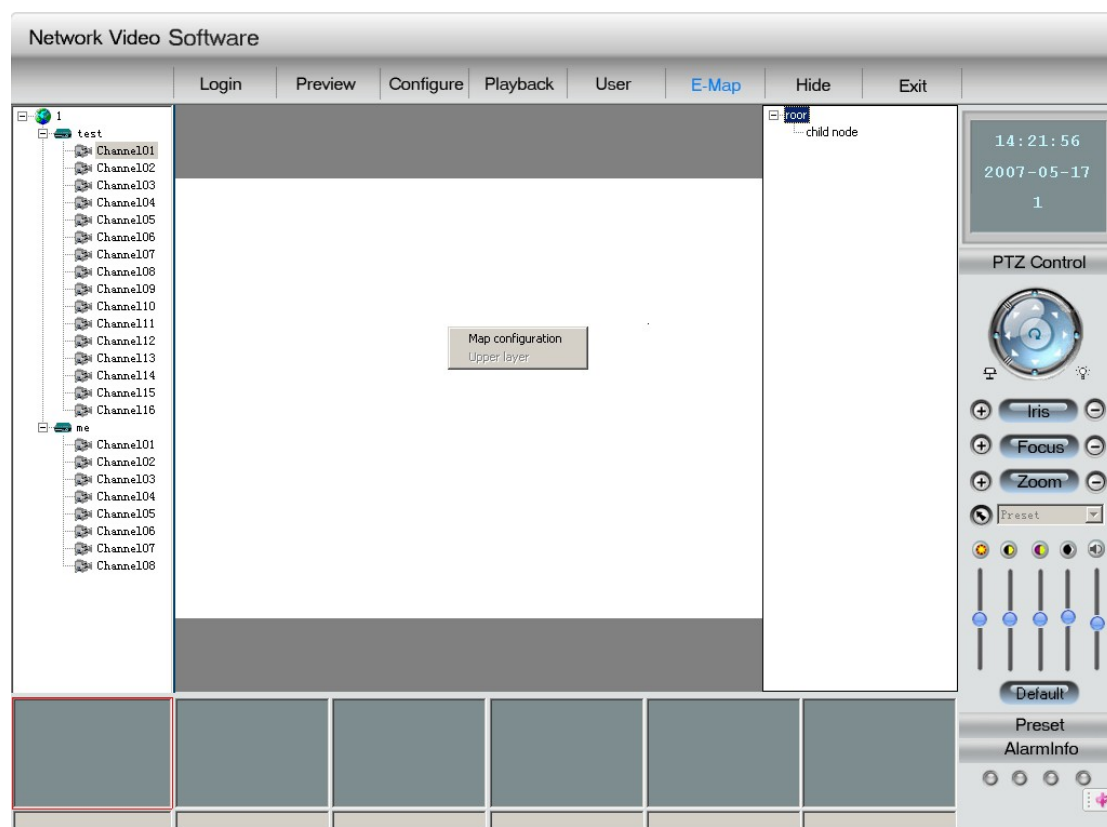 Network Video Software
Login Preview Configure Playback User E-Map Hide Exit
1
test
Channel01
Channel02
Channel03
Channel04
Channel05
Channel06
Channel07
Channel08
Channel09
Channel10
Channel11
Channel12
Channel13
Channel14
Channel15
Channel16
me
Channel01
Channel02
Channel03
Channel04
Channel05
Channel06
Channel07
Channel08
Map configuration
Upper layer
roor
child node
14:21:56
2007-05-17
1
PTZ Control
Iris
Focus
Zoom
Preset
Default
Preset
AlarmInfo